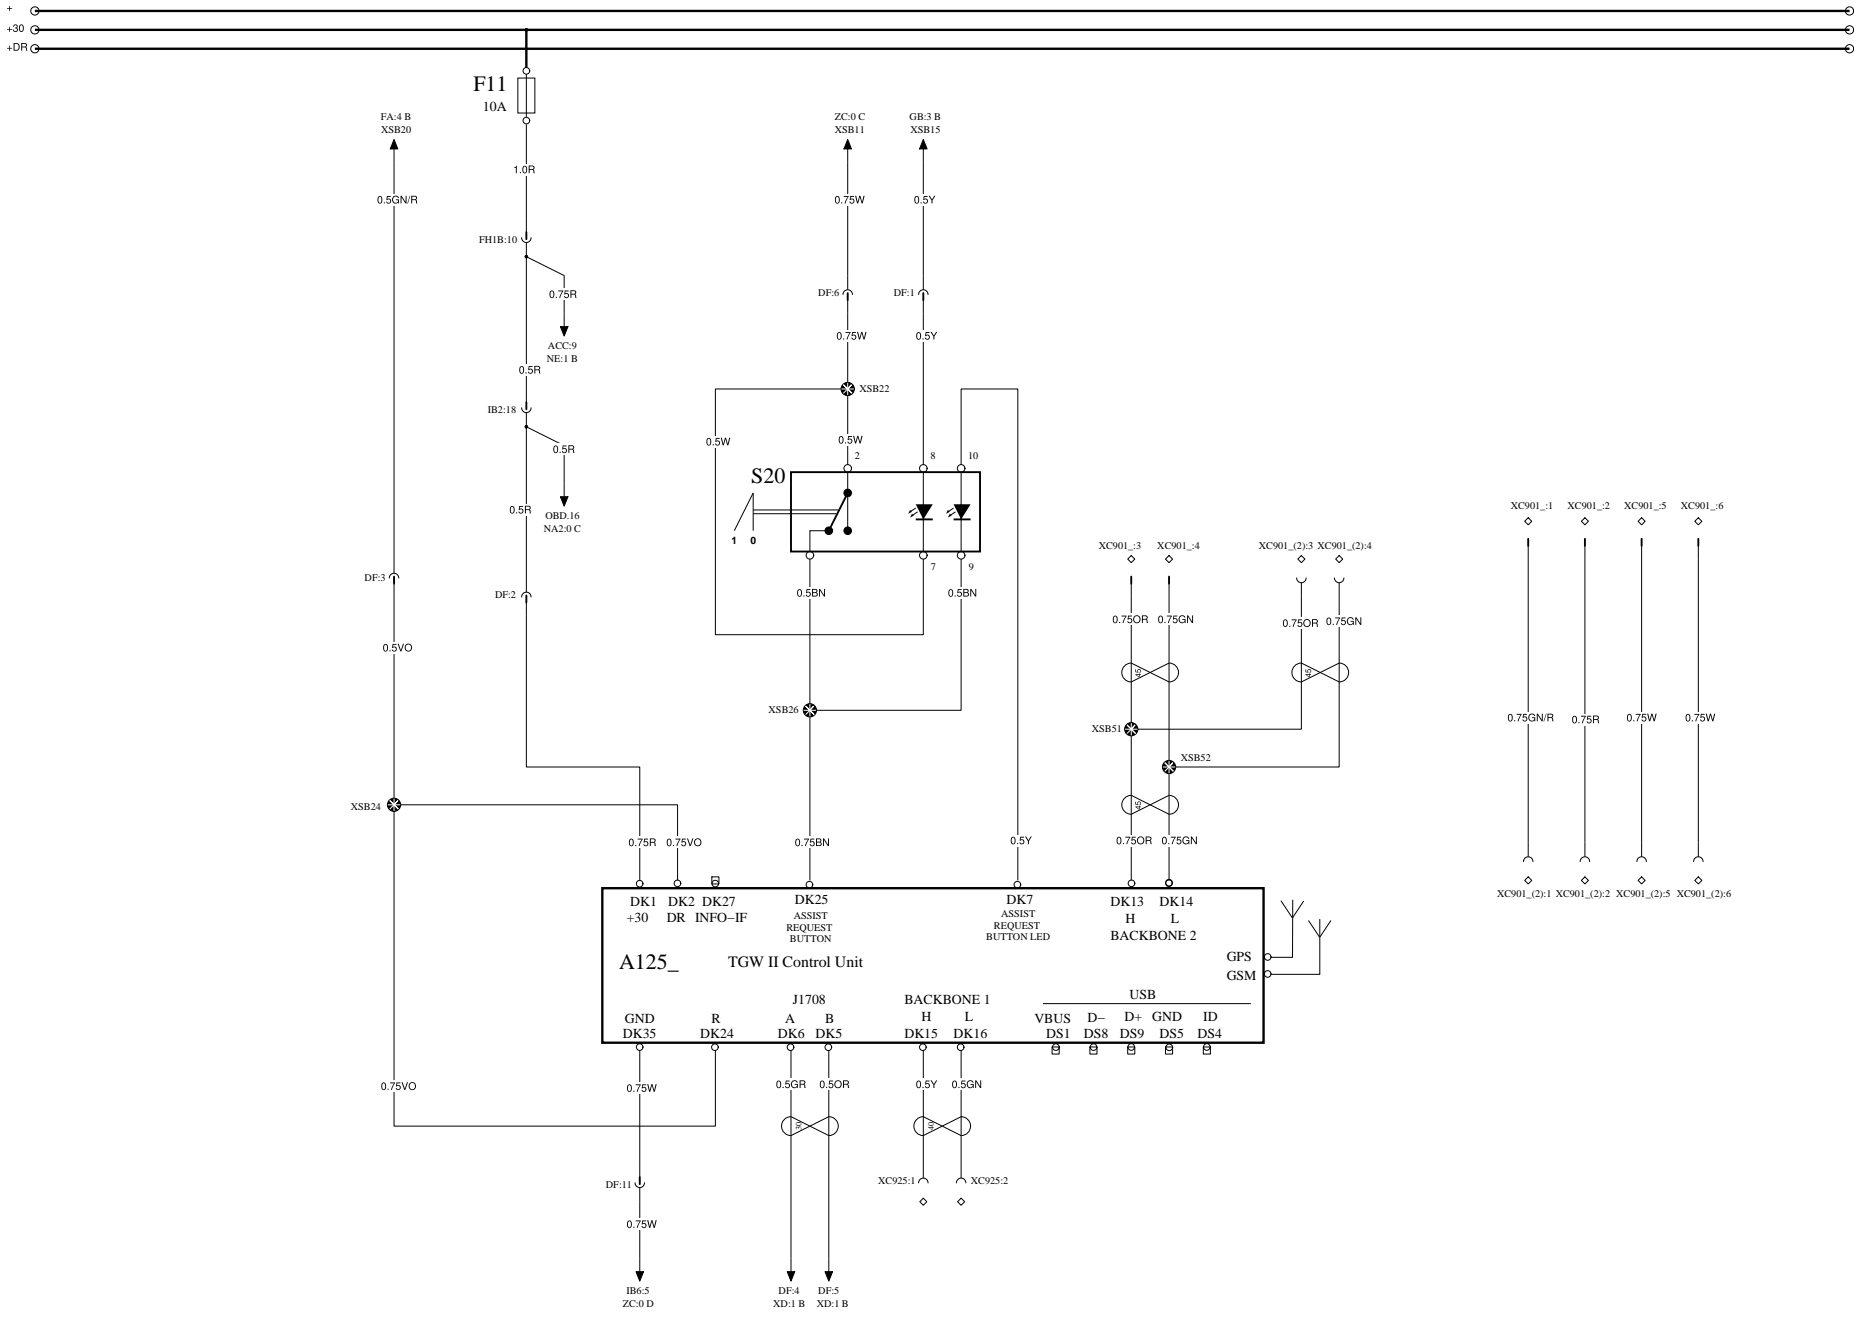 +
+30
+DR
F11
10A
FA:4 B
XSB20
ZC:0 C
XSB11
GB:3 B
XSB15
1.0R
0.5GN/R
0.75W
0.5Y
FH1B:10
0.75R
DF:6
DF:1
0.75W
0.5Y
ACC:9
NE:1 B
0.5R
XSB22
IB2:18
0.5W
0.5W
0.5R
2
8
10
S20
OBD.16
NA2:0 C
0.5R
1 0
XC901_:1
XC901_:2
XC901_:5
XC901_:6
XC901_:3
XC901_:4
XC901_(2):3
XC901_(2):4
7
9
DF:3
DF:2
0.5BN
0.5BN
0.75OR
0.75GN
0.75OR
0.75GN
0.5VO
45
45
XSB26
0.75GN/R
0.75R
0.75W
0.75W
XSB51
XSB52
XSB24
45
0.75R
0.75VO
0.75BN
0.5Y
0.75OR
0.75GN
XC901_(2):1
XC901_(2):2
XC901_(2):5
XC901_(2):6
DK1
DK2
DK27
DK25
DK7
DK13
DK14
+30
DR
INFO−IF
ASSIST
REQUEST
BUTTON
ASSIST
REQUEST
BUTTON LED
H
L
BACKBONE 2
A125_
TGW II Control Unit
GPS
GSM
J1708
BACKBONE 1
USB
GND
R
A
B
H
L
VBUS
D−
D+
GND
ID
DK35
DK24
DK6
DK5
DK15
DK16
DS1
DS8
DS9
DS5
DS4
0.75VO
0.75W
0.5GR
0.5OR
0.5Y
0.5GN
30
40
DF:11
XC925:1
XC925:2
0.75W
IB6:5
ZC:0 D
DF:4
XD:1 B
DF:5
XD:1 B